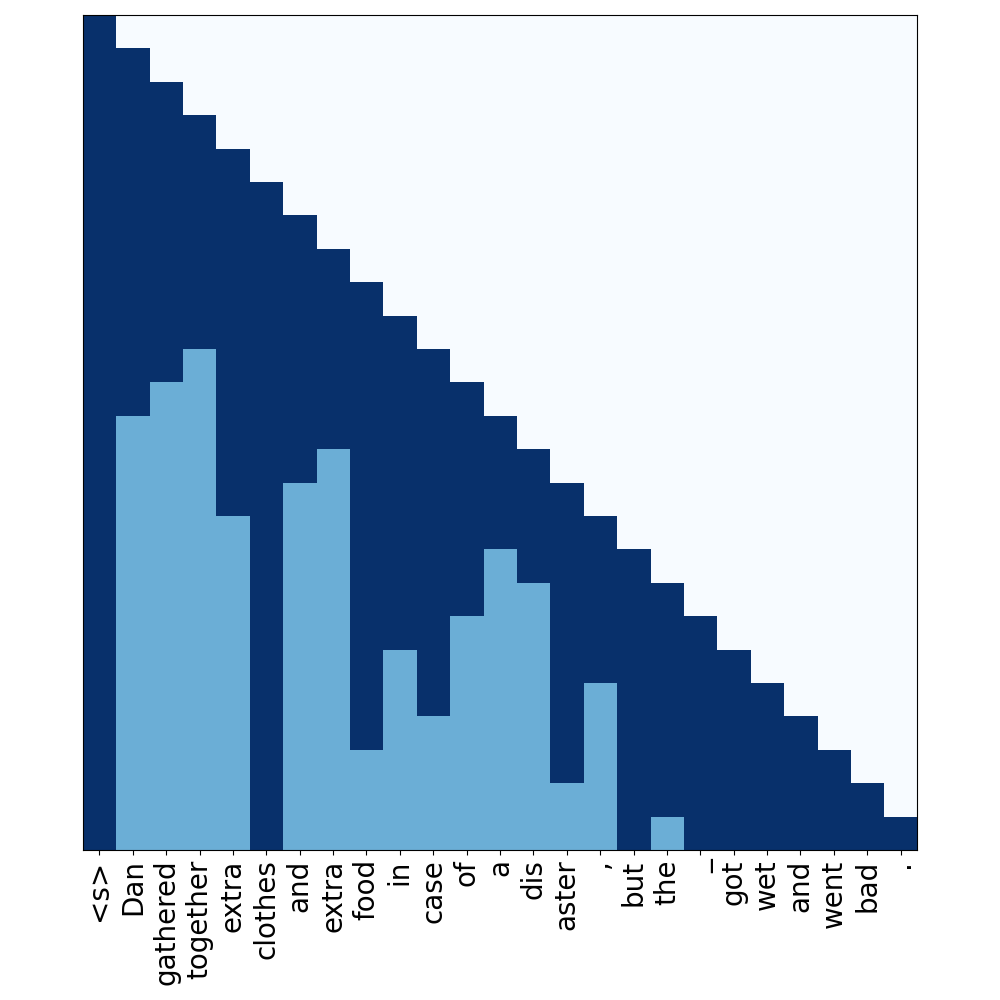 <s> Dan gathered together extra clothes and extra food in case of a dis aster , but the _ got wet and went bad .